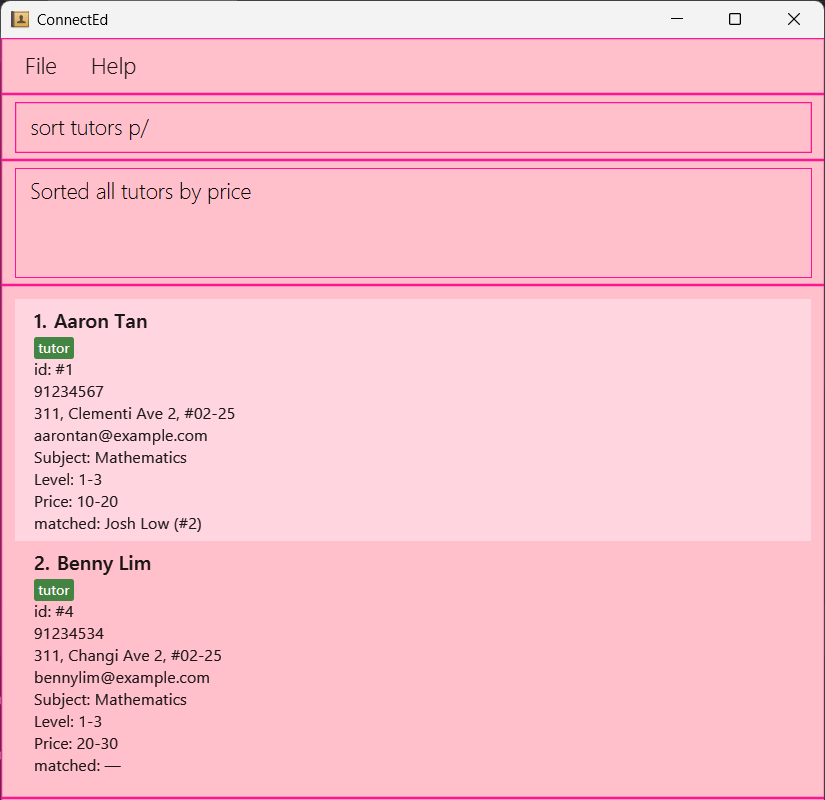 ConnectEd
File Help
sort tutors p/
Sorted all tutors by price
1. Aaron Tan
tutor
id: #1
91234567
311, Clementi Ave 2, #02-25
aarontan@example.com
Subject: Mathematics
Level: 1-3
Price: 10-20
matched: Josh Low (#2)
2. Benny Lim
tutor
id: #4
91234534
311, Changi Ave 2, #02-25
bennylim@example.com
Subject: Mathematics
Level: 1-3
Price: 20-30
matched: —